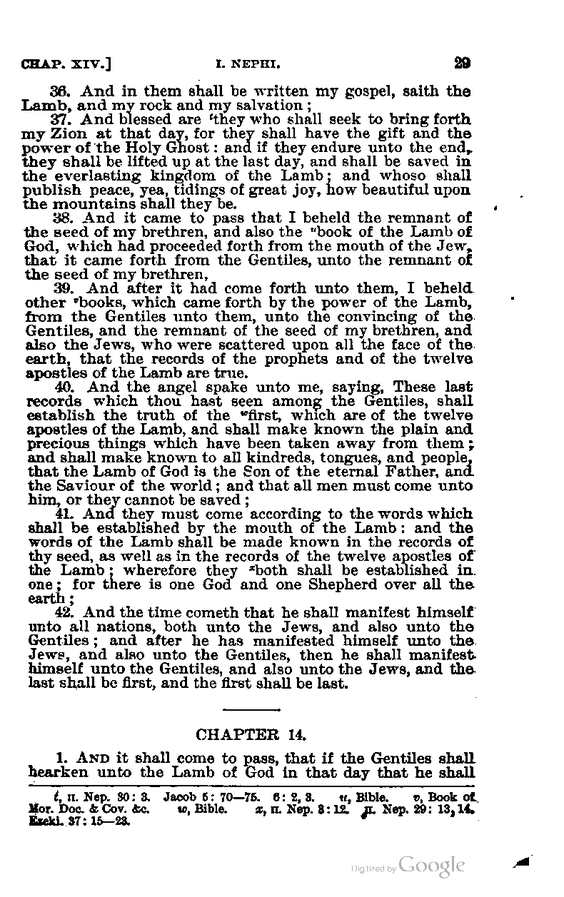 CHAP. XIV.] I. NEPHI. 29
36. And in them shall be written my gospel, saith the
Lamb, and my rock and my salvation;
37. And blessed are ᵗthey who shall seek to bring forth
my Zion at that day, for they shall have the gift and the
power of the Holy Ghost: and if they endure unto the end,
they shall be lifted up at the last day, and shall be saved in
the everlasting kingdom of the Lamb; and whoso shall
publish peace, yea, tidings of great joy, how beautiful upon
the mountains shall they be.
38. And it came to pass that I beheld the remnant of
the seed of my brethren, and also the ᵘbook of the Lamb of
God, which had proceeded forth from the mouth of the Jew,
that it came forth from the Gentiles, unto the remnant of
the seed of my brethren,
39. And after it had come forth unto them, I beheld
other ᵛbooks, which came forth by the power of the Lamb,
from the Gentiles unto them, unto the convincing of the
Gentiles, and the remnant of the seed of my brethren, and
also the Jews, who were scattered upon all the face of the
earth, that the records of the prophets and of the twelve
apostles of the Lamb are true.
40. And the angel spake unto me, saying, These last
records which thou hast seen among the Gentiles, shall
establish the truth of the ʷfirst, which are of the twelve
apostles of the Lamb, and shall make known the plain and
precious things which have been taken away from them;
and shall make known to all kindreds, tongues, and people,
that the Lamb of God is the Son of the eternal Father, and
the Saviour of the world; and that all men must come unto
him, or they cannot be saved;
41. And they must come according to the words which
shall be established by the mouth of the Lamb: and the
words of the Lamb shall be made known in the records of
thy seed, as well as in the records of the twelve apostles of
the Lamb; wherefore they ˣboth shall be established in
one; for there is one God and one Shepherd over all the
earth;
42. And the time cometh that he shall manifest himself
unto all nations, both unto the Jews, and also unto the
Gentiles; and after he has manifested himself unto the
Jews, and also unto the Gentiles, then he shall manifest
himself unto the Gentiles, and also unto the Jews, and the
last shall be first, and the first shall be last.
CHAPTER 14.
1. AND it shall come to pass, that if the Gentiles shall
hearken unto the Lamb of God in that day that he shall
t, II. Nep. 30: 3. Jacob 5: 70—75. 6: 2, 3. u, Bible. v, Book of
Mor. Doc. & Cov. &c. w, Bible. x, II. Nep. 3: 12. II. Nep. 29: 13, 14.
Ezeki. 37: 15—23.
Digitized by Google